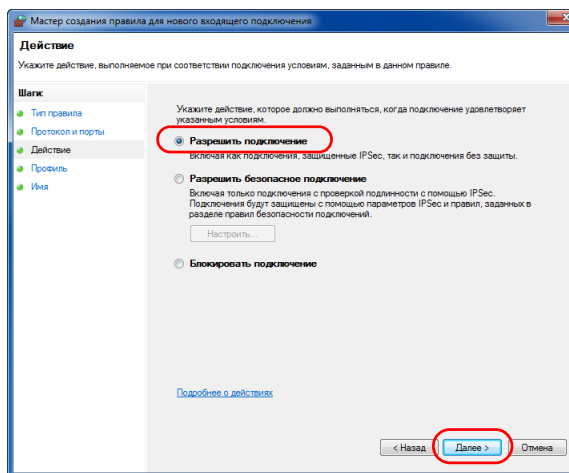 Мастер создания правила для нового входящего подключения
Действие
Укажите действие, выполняемое при соответствии подключения условиям, заданным в данном правиле.
Шаги:
Тип правила
Протокол и порты
Действие
Профиль
Имя
Укажите действие, которое должно выполняться, когда подключение удовлетворяет
указанным условиям.
Разрешить подключение
Включая как подключения, защищенные IPSec, так и подключения без защиты.
Разрешить безопасное подключение
Включая только подключения с проверкой подлинности с помощью IPSec.
Подключения будут защищены с помощью параметров IPSec и правил, заданных в
разделе правил безопасности подключений.
Настроить...
Блокировать подключение
Подробнее о действиях
< Назад
Далее >
Отмена